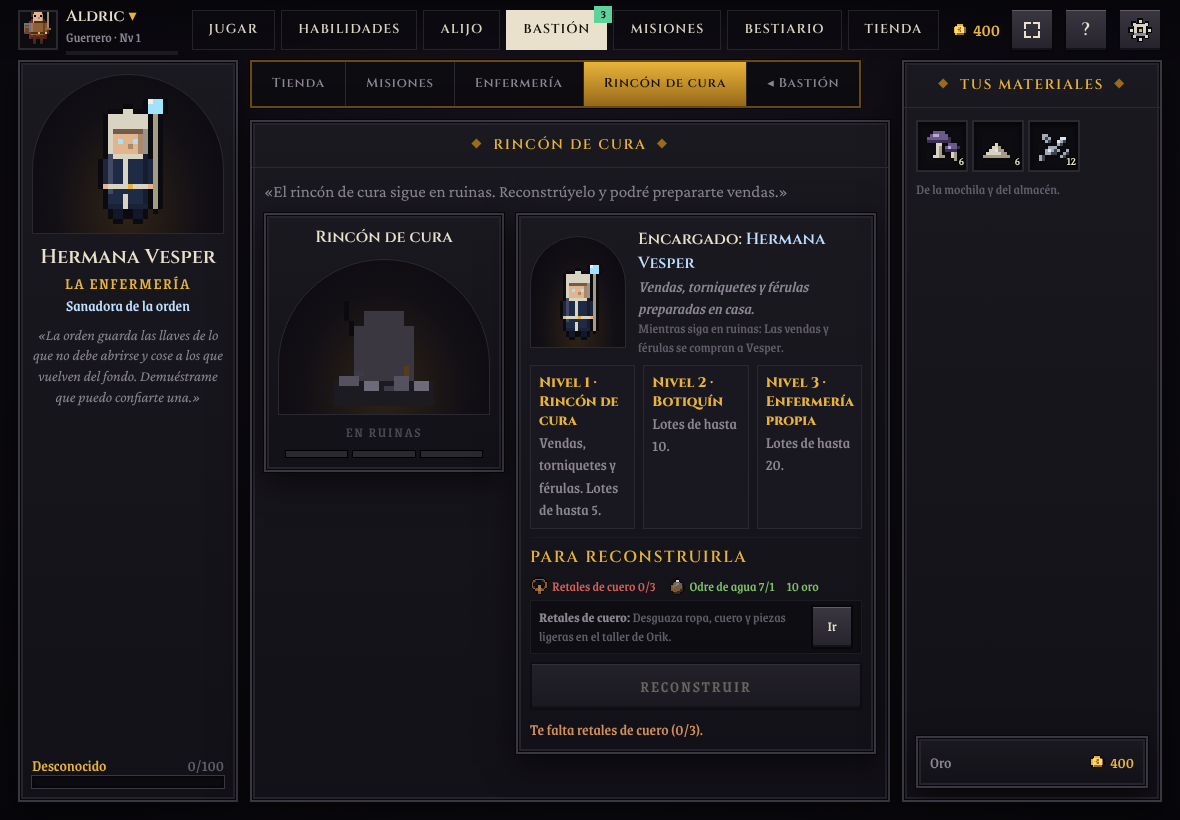 Aldric ▾
Guerrero · Nv 1
JUGAR
HABILIDADES
ALIJO
BASTIÓN
3
MISIONES
BESTIARIO
TIENDA
400
?
Hermana Vesper
LA ENFERMERÍA
Sanadora de la orden
«La orden guarda las llaves de lo
que no debe abrirse y cose a los que
vuelven del fondo. Demuéstrame
que puedo confiarte una.»
Desconocido 0/100
Tienda
Misiones
Enfermería
Rincón de cura
◂ Bastión
RINCÓN DE CURA
«El rincón de cura sigue en ruinas. Reconstrúyelo y podré prepararte vendas.»
Rincón de cura
EN RUINAS
Encargado: Hermana
Vesper
Vendas, torniquetes y férulas
preparadas en casa.
Mientras siga en ruinas: Las vendas y
férulas se compran a Vesper.
Nivel 1 ·
Rincón de
cura
Vendas,
torniquetes y
férulas. Lotes
de hasta 5.
Nivel 2 ·
Botiquín
Lotes de hasta
10.
Nivel 3 ·
Enfermería
propia
Lotes de hasta
20.
PARA RECONSTRUIRLA
Retales de cuero 0/3 Odre de agua 7/1 10 oro
Retales de cuero: Desguaza ropa, cuero y piezas
ligeras en el taller de Orik.
Ir
RECONSTRUIR
Te falta retales de cuero (0/3).
TUS MATERIALES
6
6
12
De la mochila y del almacén.
Oro 400